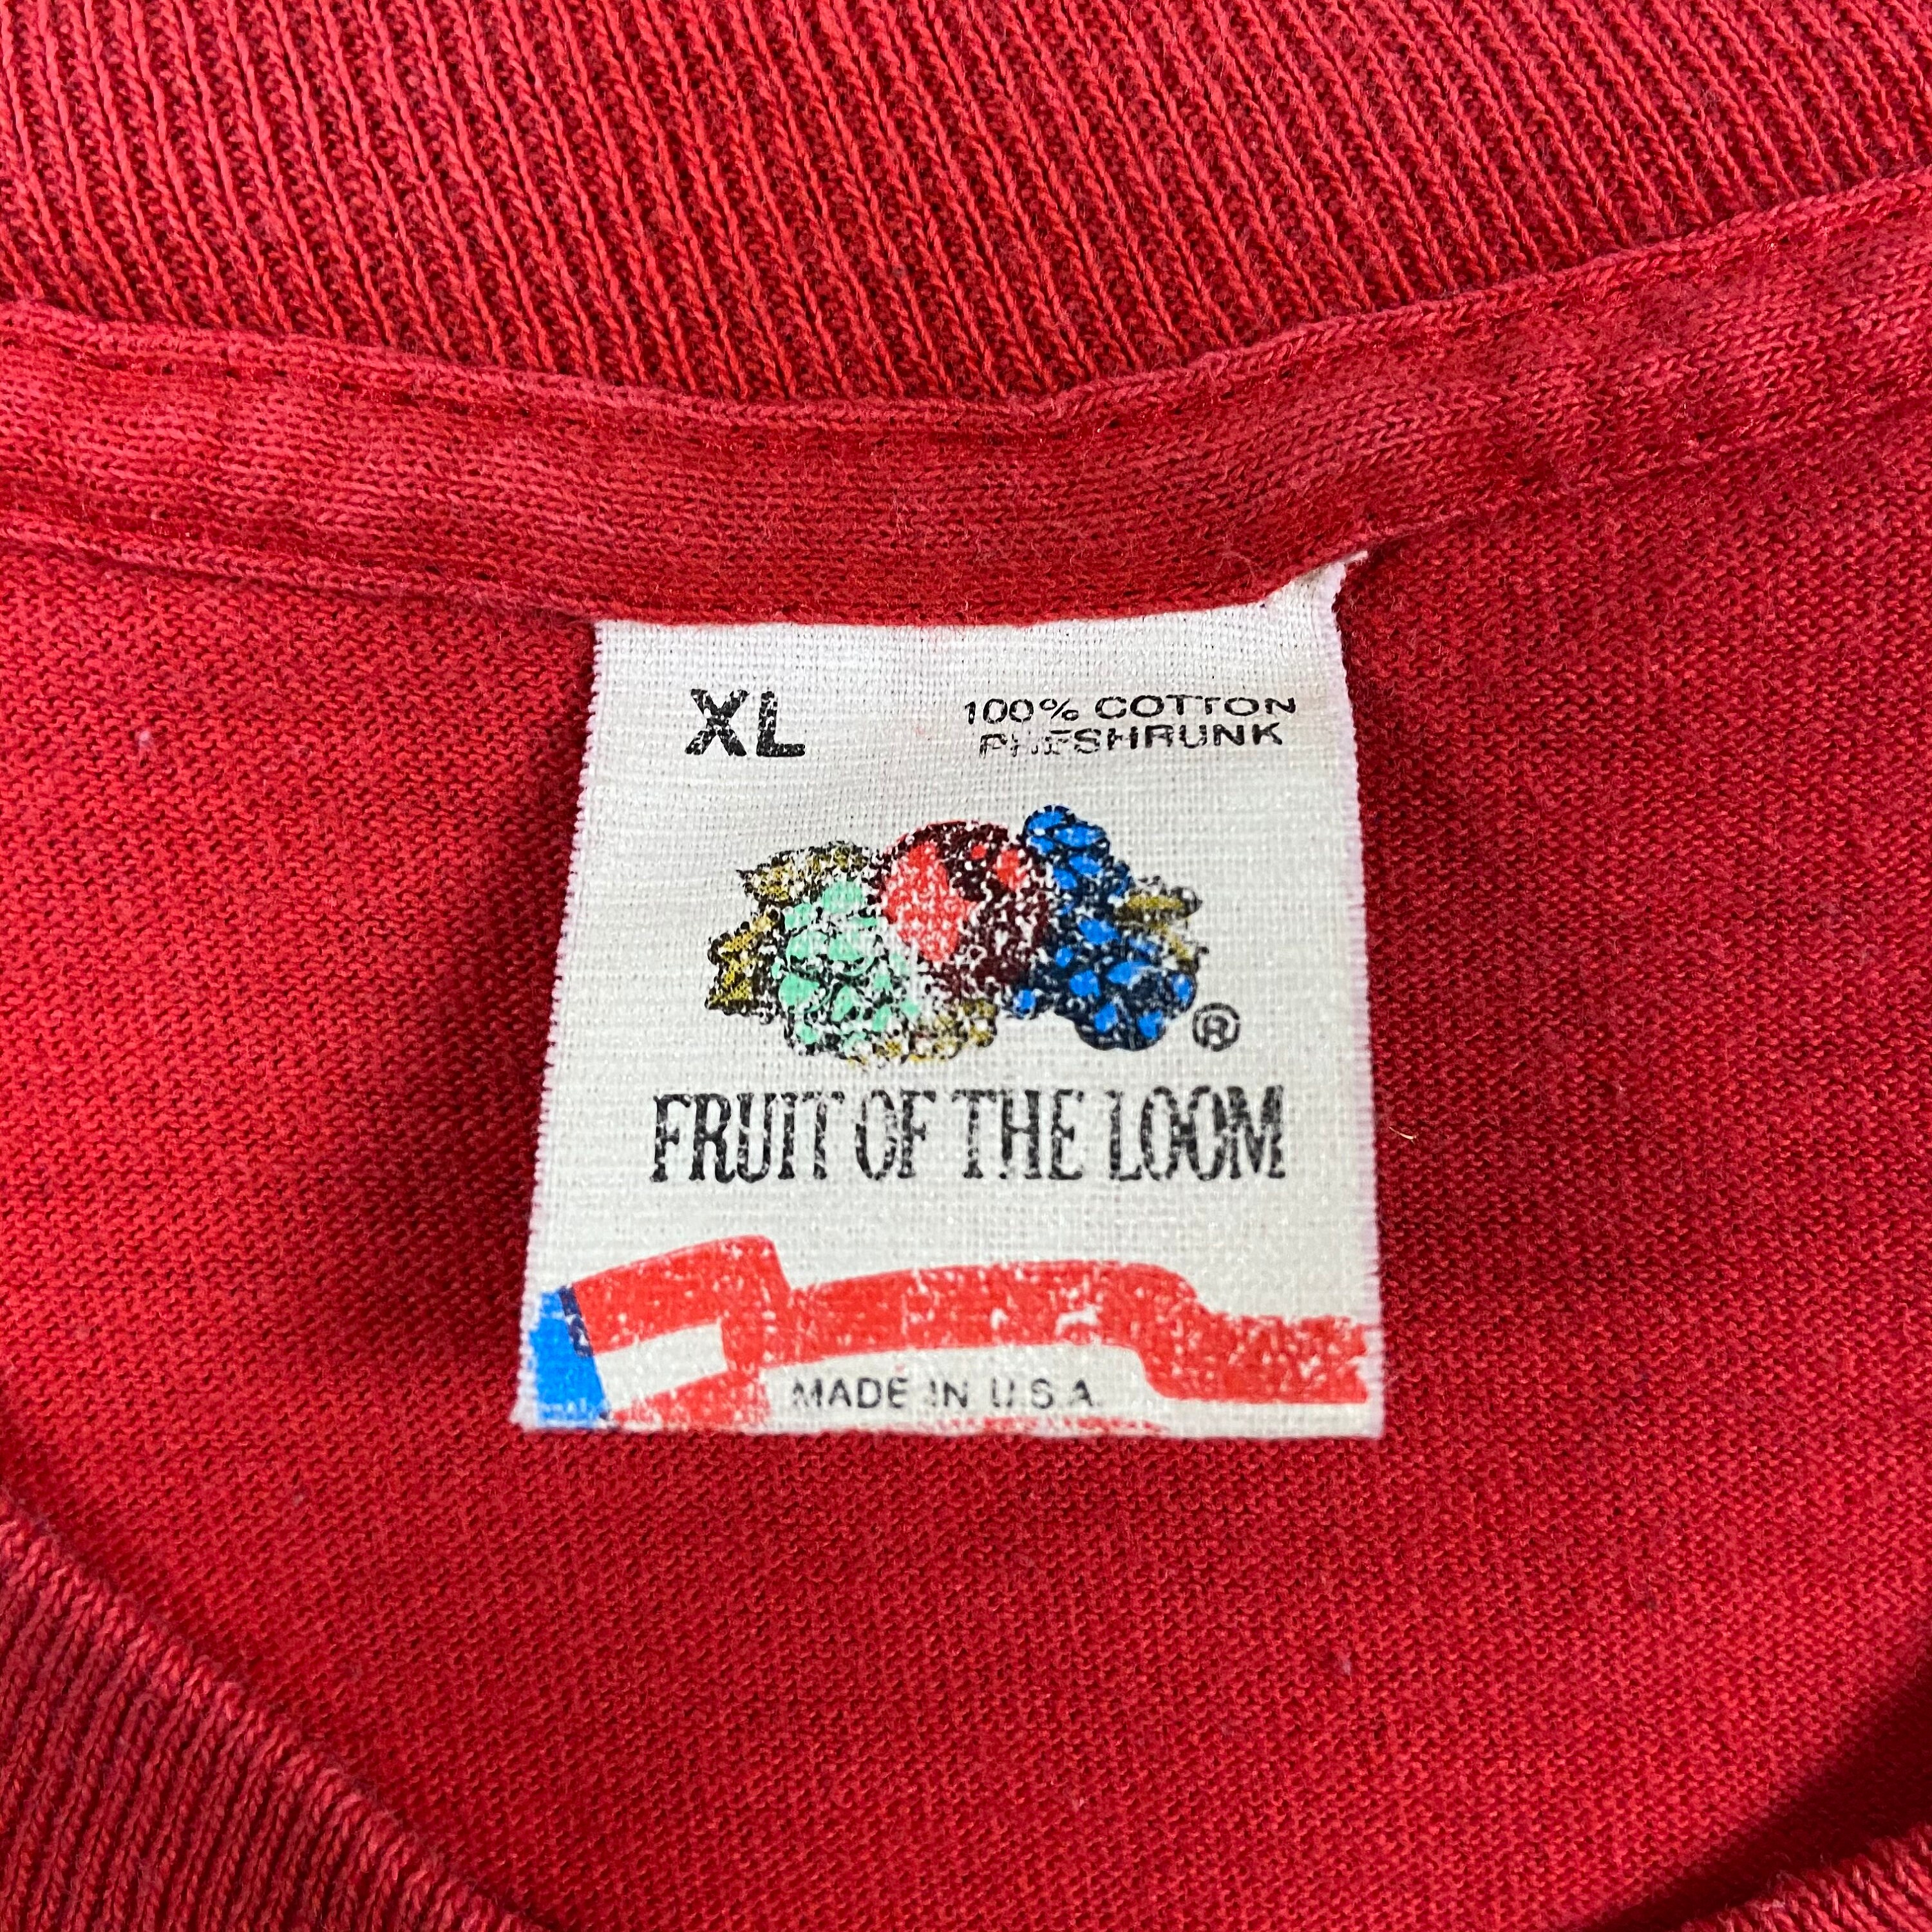 XL
100% COTTON
PRESHRUNK
®
FRUIT OF THE LOOM
MADE IN U.S.A.